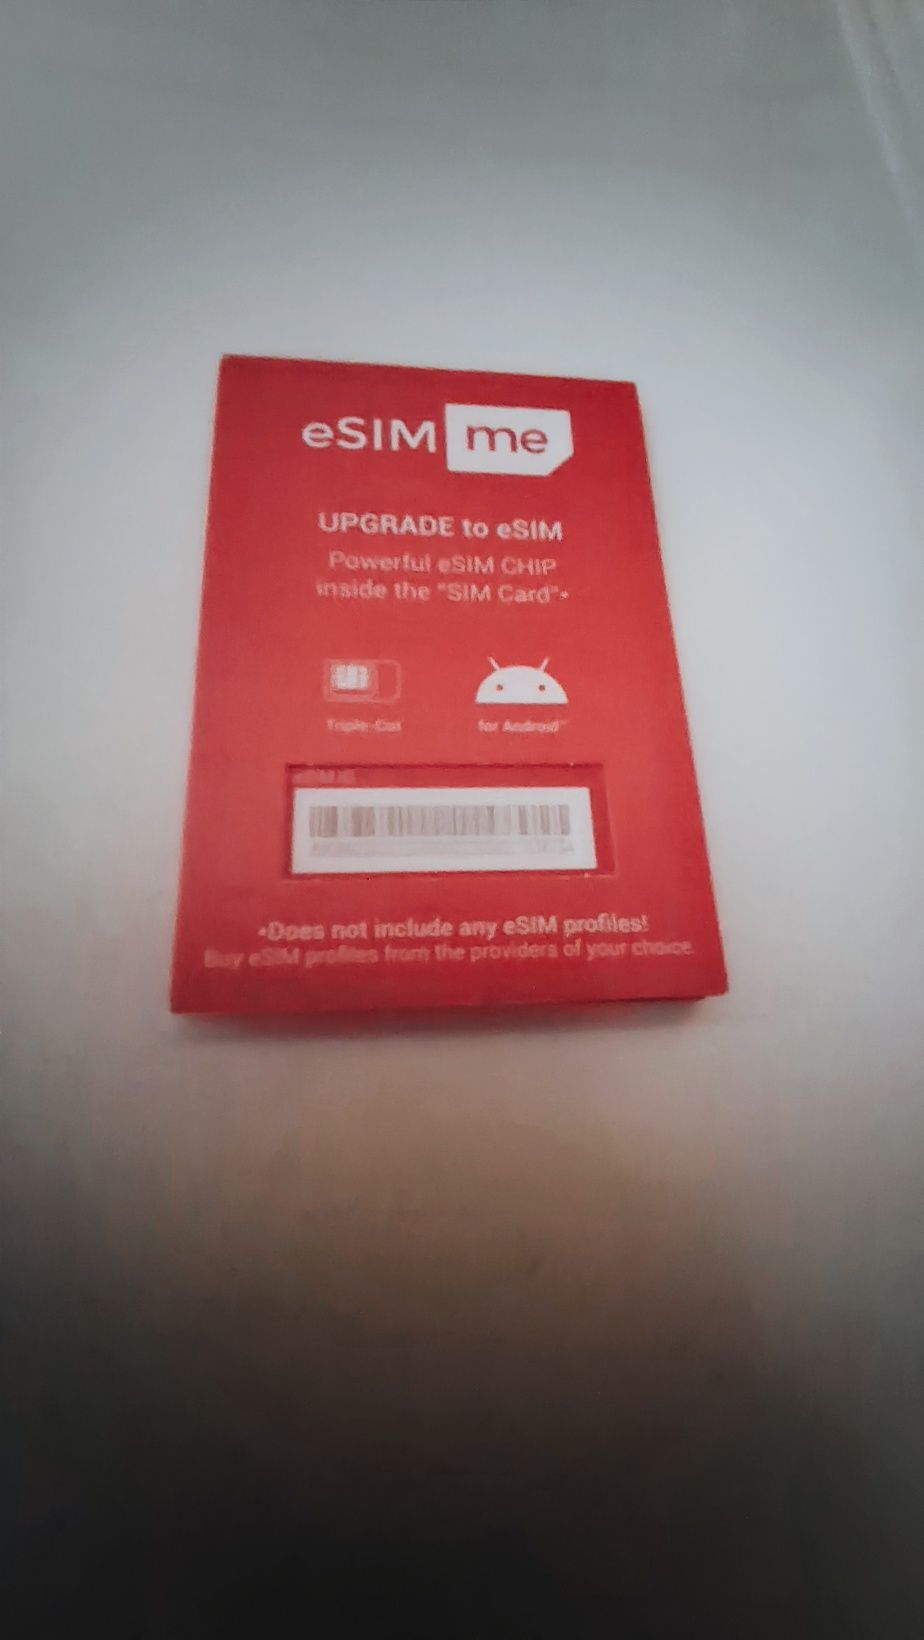 eSIM me
UPGRADE to eSIM
Powerful eSIM CHIP
inside the "SIM Card"*
Triple-Cut
for Android™
*Does not include any eSIM profiles!
Buy eSIM profiles from the providers of your choice.